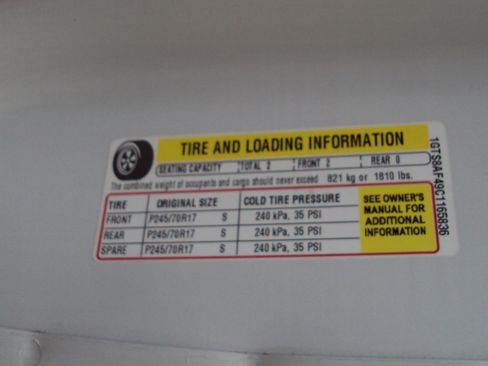 TIRE AND LOADING INFORMATION
SEATING CAPACITY TOTAL 2 FRONT 2 REAR 0
The combined weight of occupants and cargo should never exceed 821 kg or 1810 lbs.
TIRE ORIGINAL SIZE COLD TIRE PRESSURE
FRONT P245/70R17 S 240 kPa, 35 PSI
REAR P245/70R17 S 240 kPa, 35 PSI
SPARE P245/70R17 S 240 kPa, 35 PSI
SEE OWNER'S
MANUAL FOR
ADDITIONAL
INFORMATION
1GTS8AF49C1165836